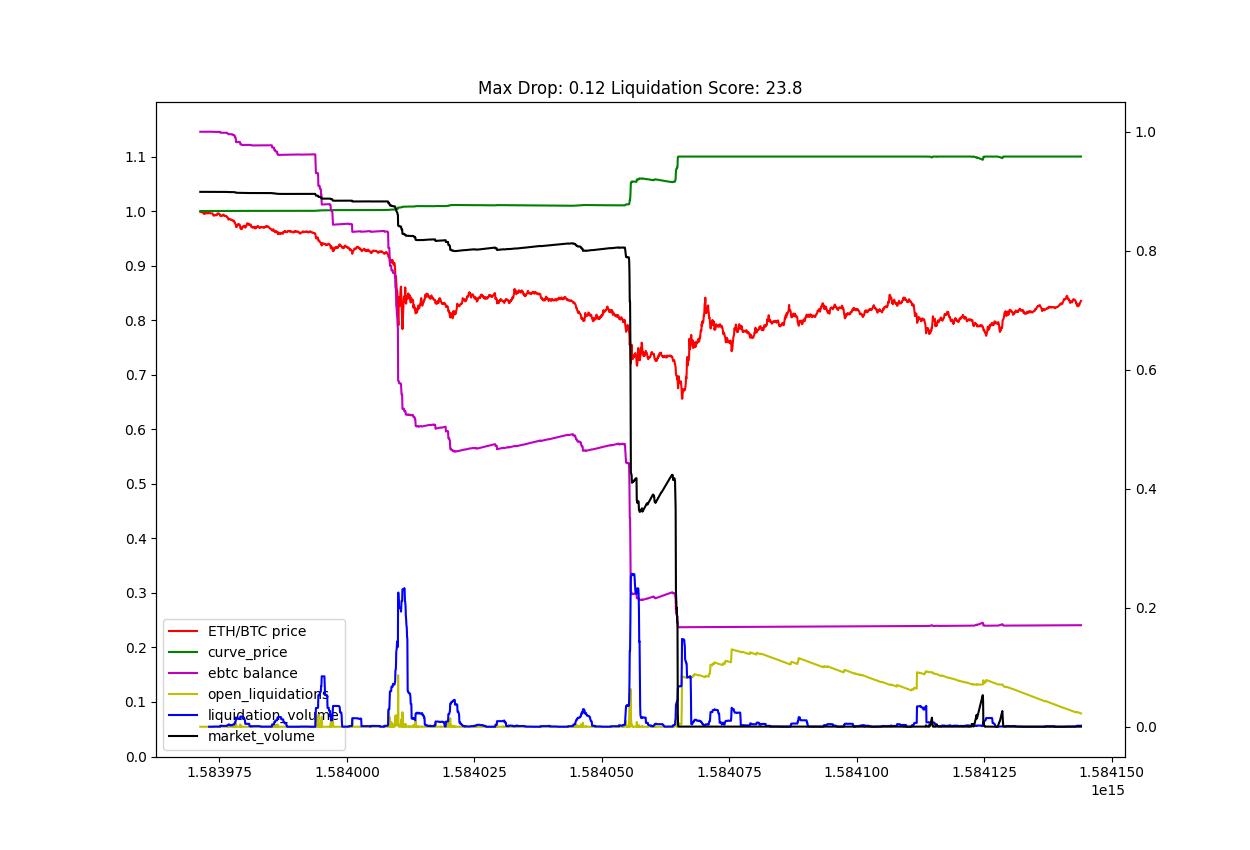 Max Drop: 0.12 Liquidation Score: 23.8
1.1
1.0
0.9
0.8
0.7
0.6
0.5
0.4
0.3
0.2
0.1
0.0
1.0
0.8
0.6
0.4
0.2
0.0
ETH/BTC price
curve_price
ebtc balance
open_liquidations
liquidation_volume
market_volume
1.583975 1.584000 1.584025 1.584050 1.584075 1.584100 1.584125 1.584150
1e15